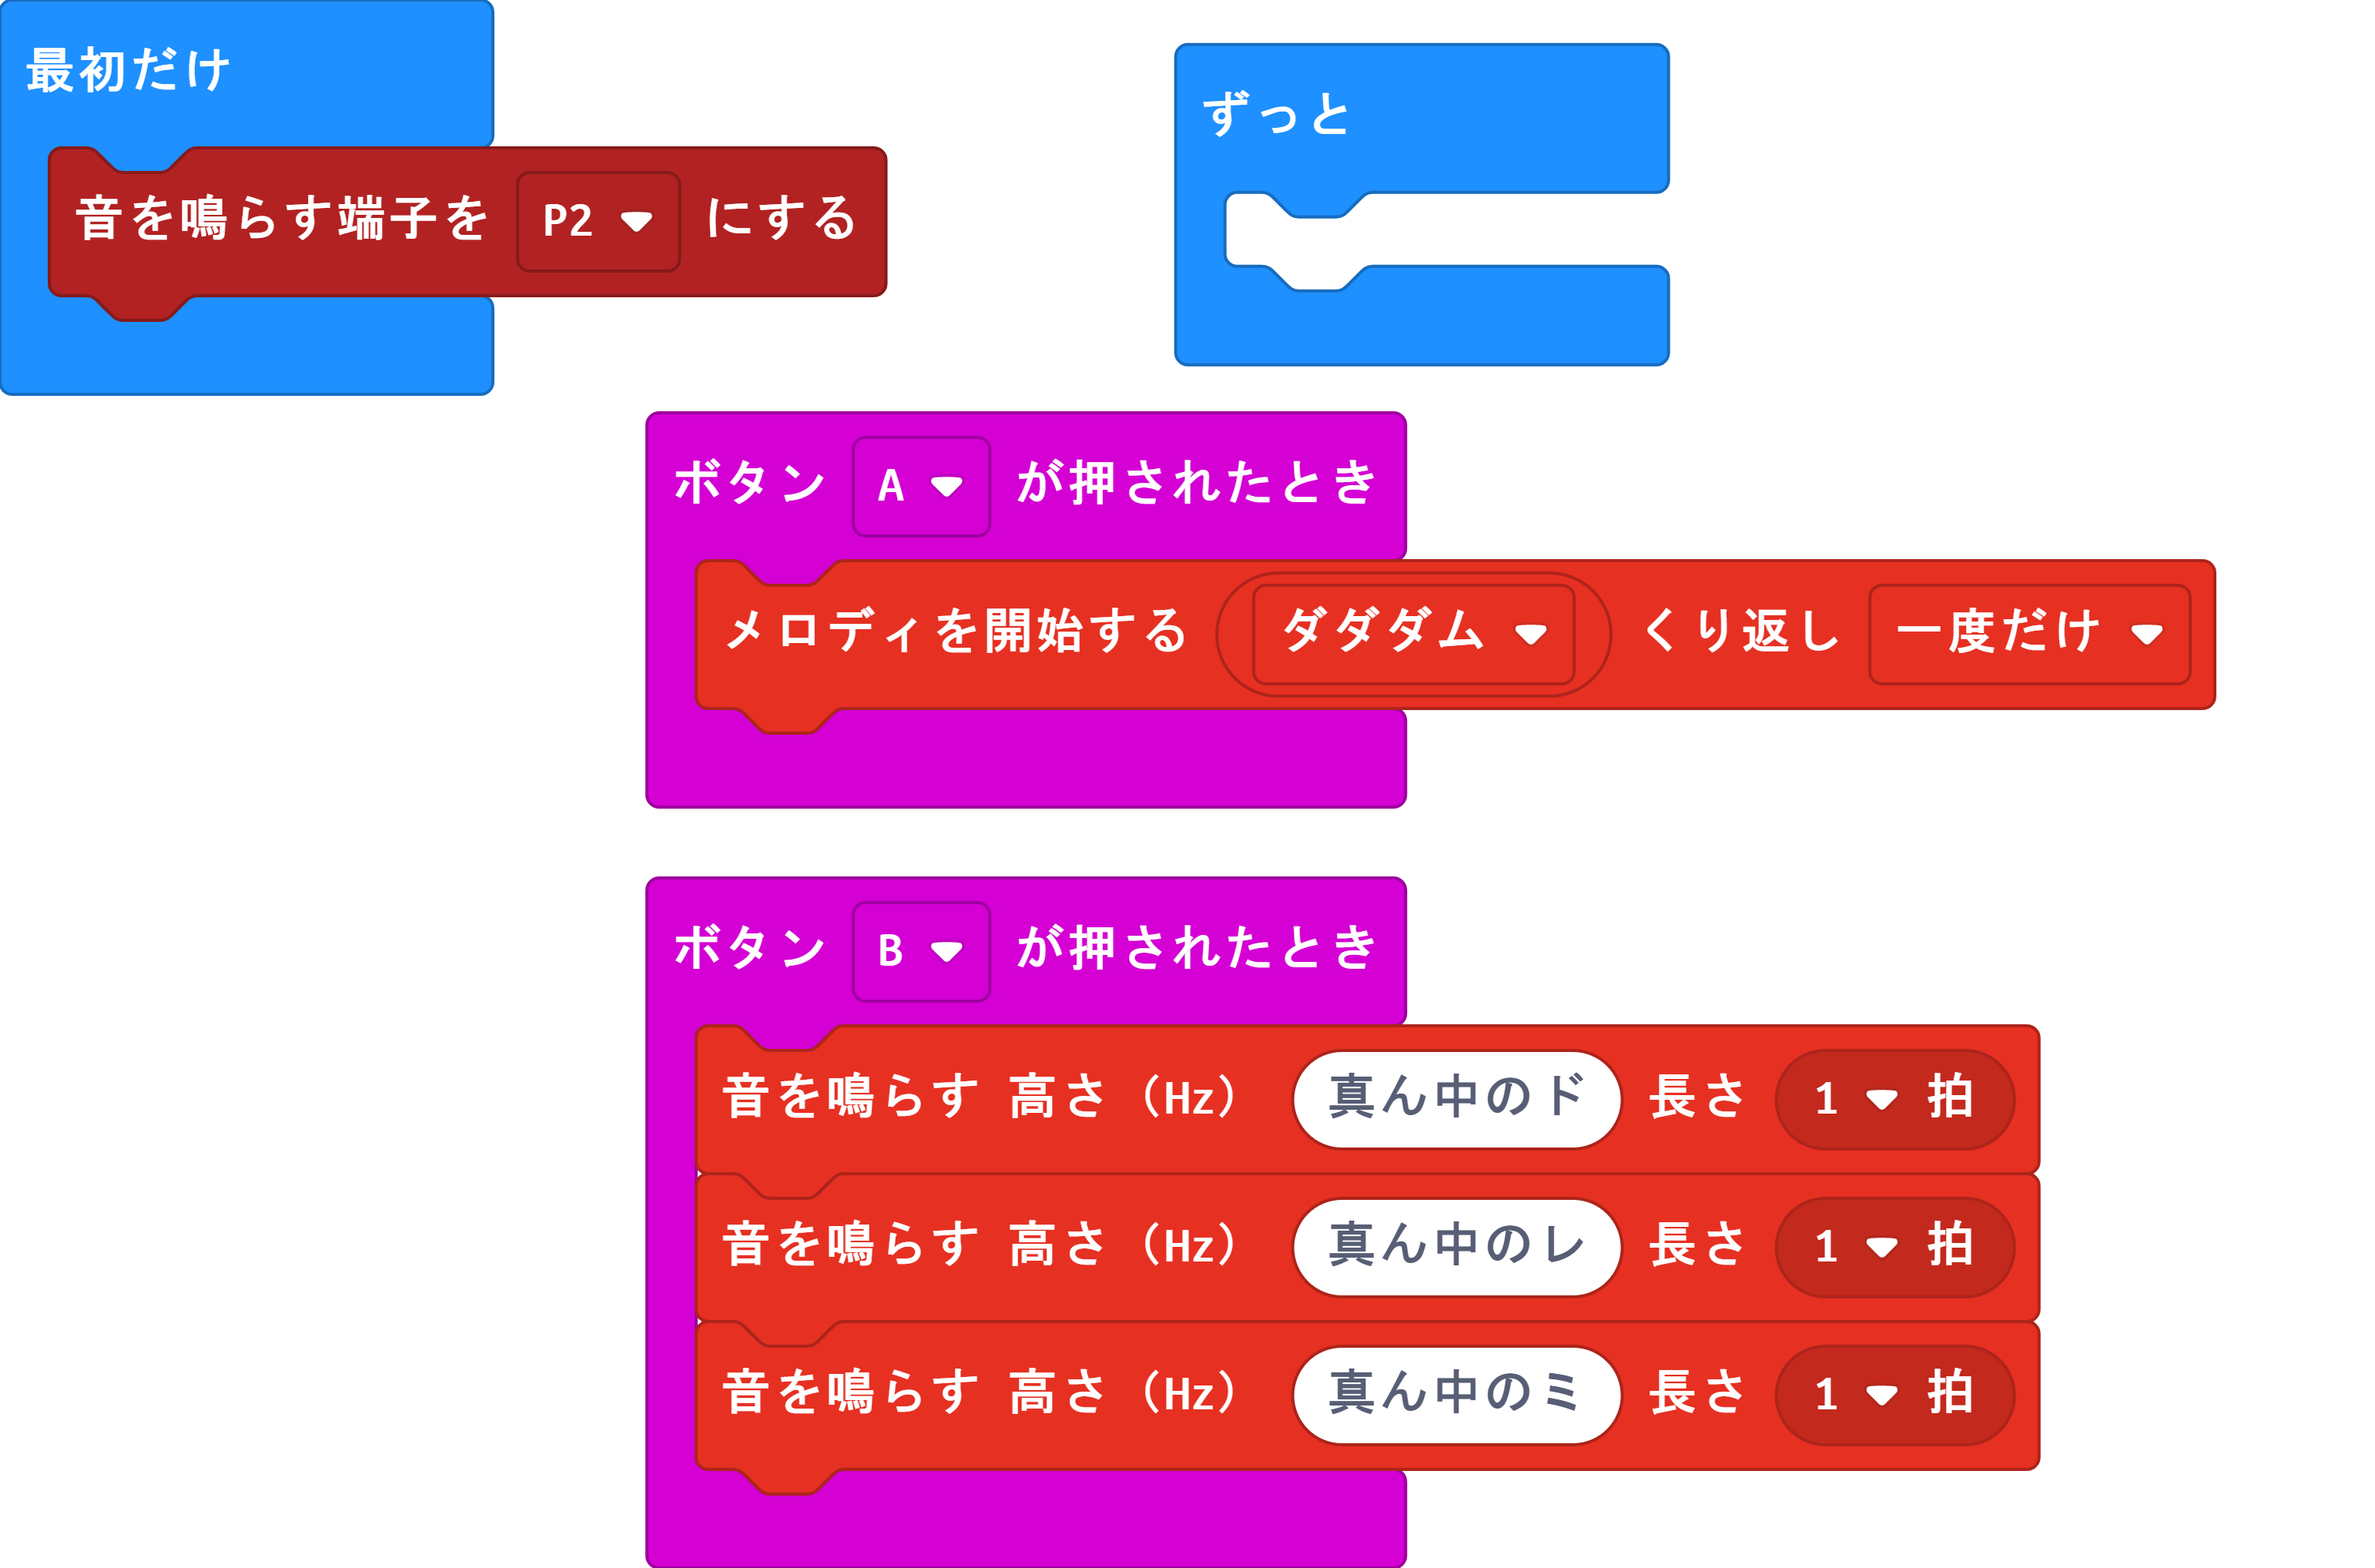 最初だけ
音を鳴らす端子を P2 にする
ずっと
ボタン A が押されたとき
メロディを開始する ダダダム くり返し 一度だけ
ボタン B が押されたとき
音を鳴らす 高さ（Hz） 真ん中のド 長さ 1 拍
音を鳴らす 高さ（Hz） 真ん中のレ 長さ 1 拍
音を鳴らす 高さ（Hz） 真ん中のミ 長さ 1 拍